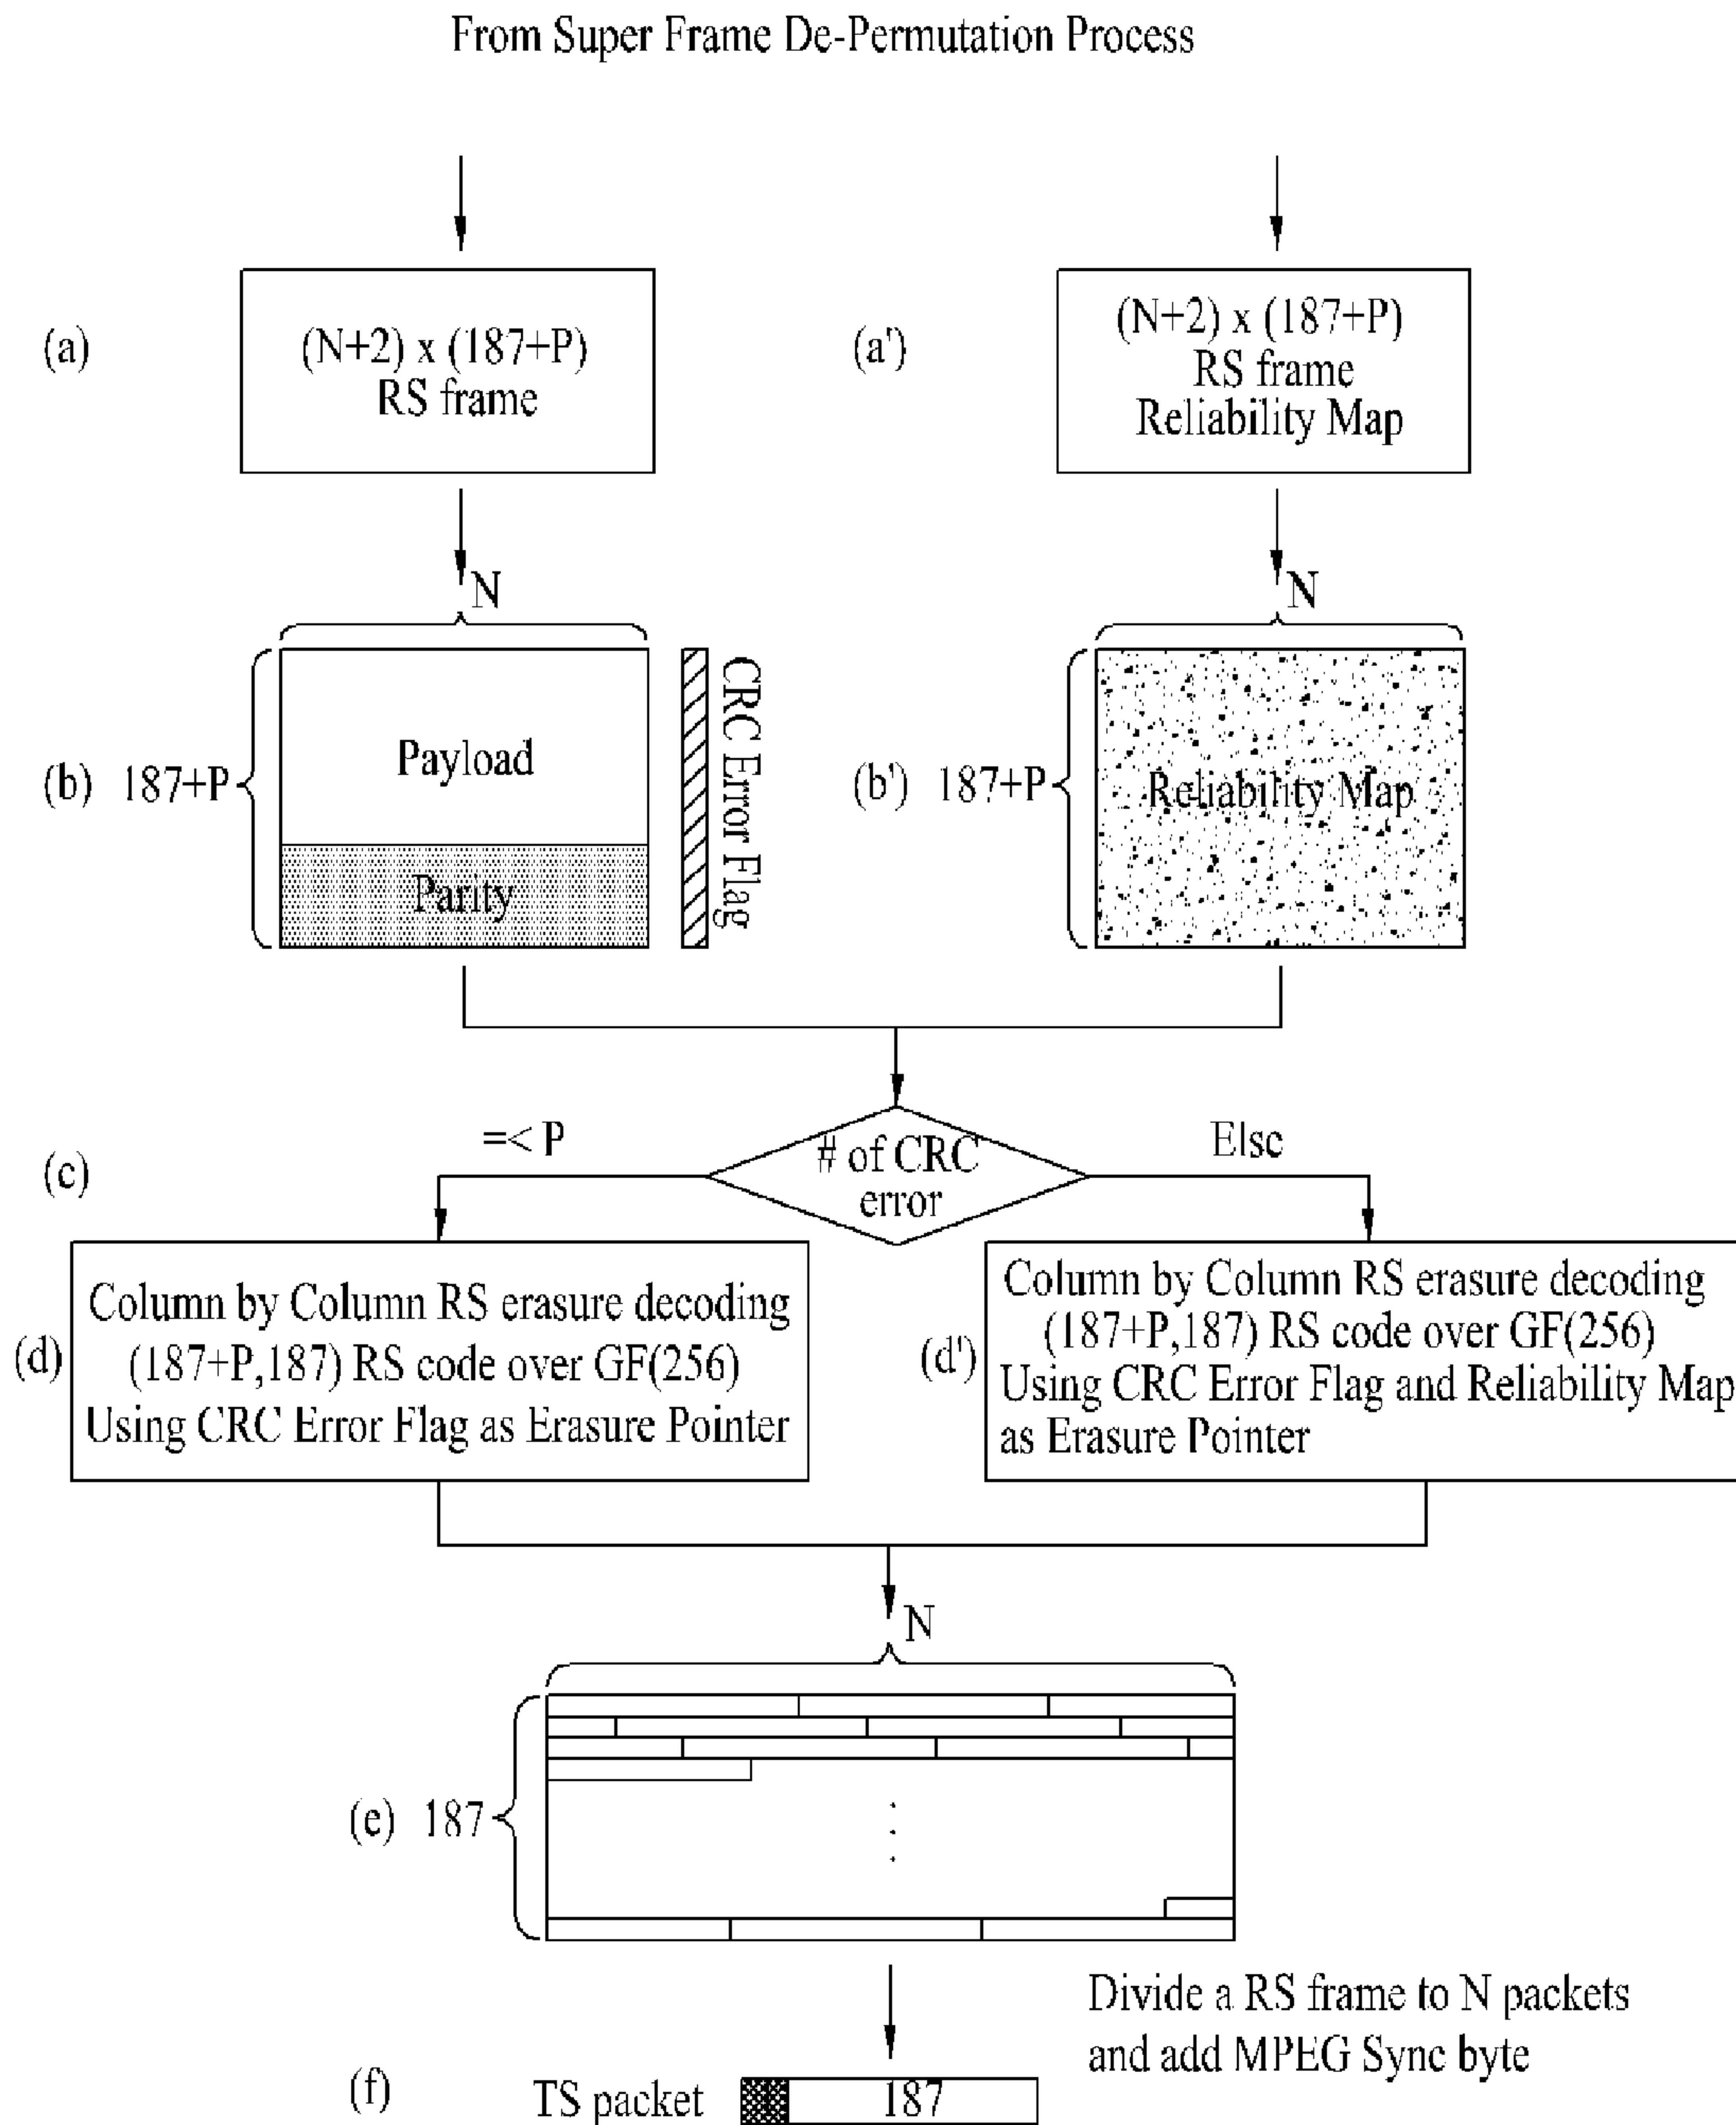 From Super Frame De-Permutation Process
(a)
(N+2) x (187+P)
RS frame
(a')
(N+2) x (187+P)
RS frame
Reliability Map
N
N
(b) 187+P
Payload
Parity
CRC Error Flag
(b') 187+P
Reliability Map
(c)
=< P
# of CRC
error
Else
(d)
Column by Column RS erasure decoding
(187+P,187) RS code over GF(256)
Using CRC Error Flag as Erasure Pointer
(d')
Column by Column RS erasure decoding
(187+P,187) RS code over GF(256)
Using CRC Error Flag and Reliability Map
as Erasure Pointer
N
(e) 187
Divide a RS frame to N packets
and add MPEG Sync byte
(f) TS packet 187